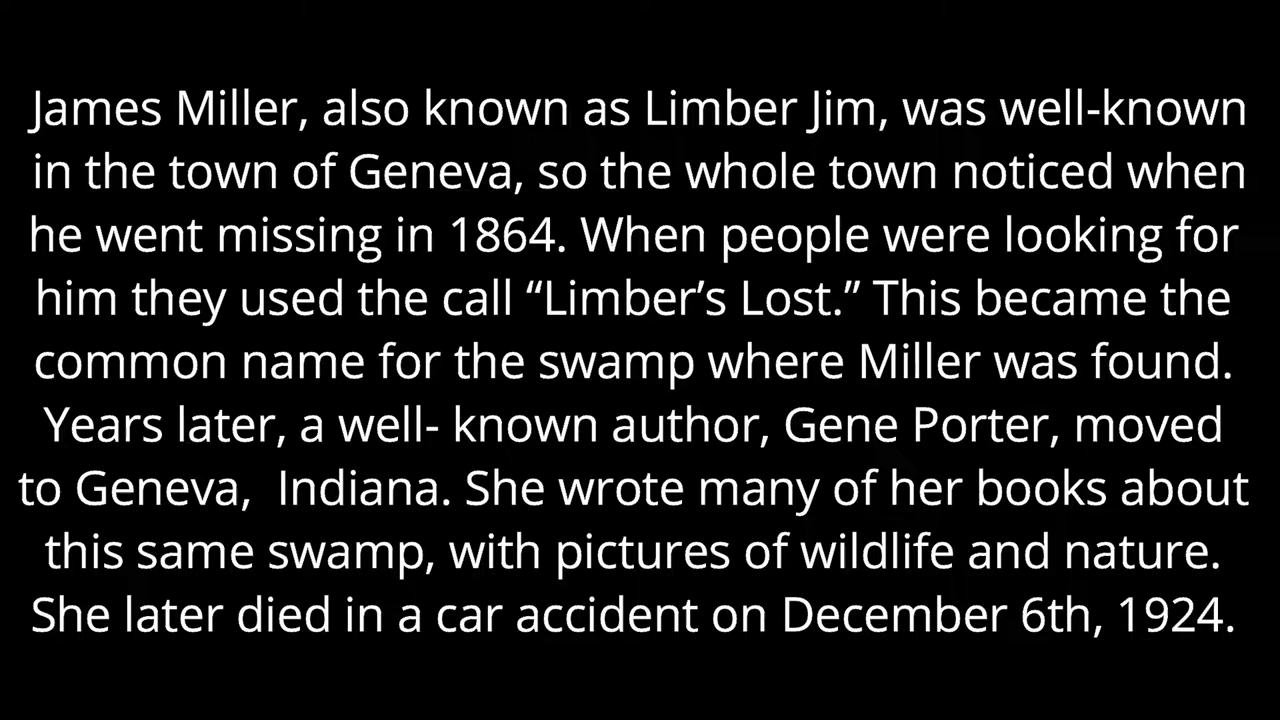 James Miller, also known as Limber Jim, was well-known
in the town of Geneva, so the whole town noticed when
he went missing in 1864. When people were looking for
him they used the call “Limber’s Lost.” This became the
common name for the swamp where Miller was found.
Years later, a well- known author, Gene Porter, moved
to Geneva,  Indiana. She wrote many of her books about
this same swamp, with pictures of wildlife and nature.
She later died in a car accident on December 6th, 1924.